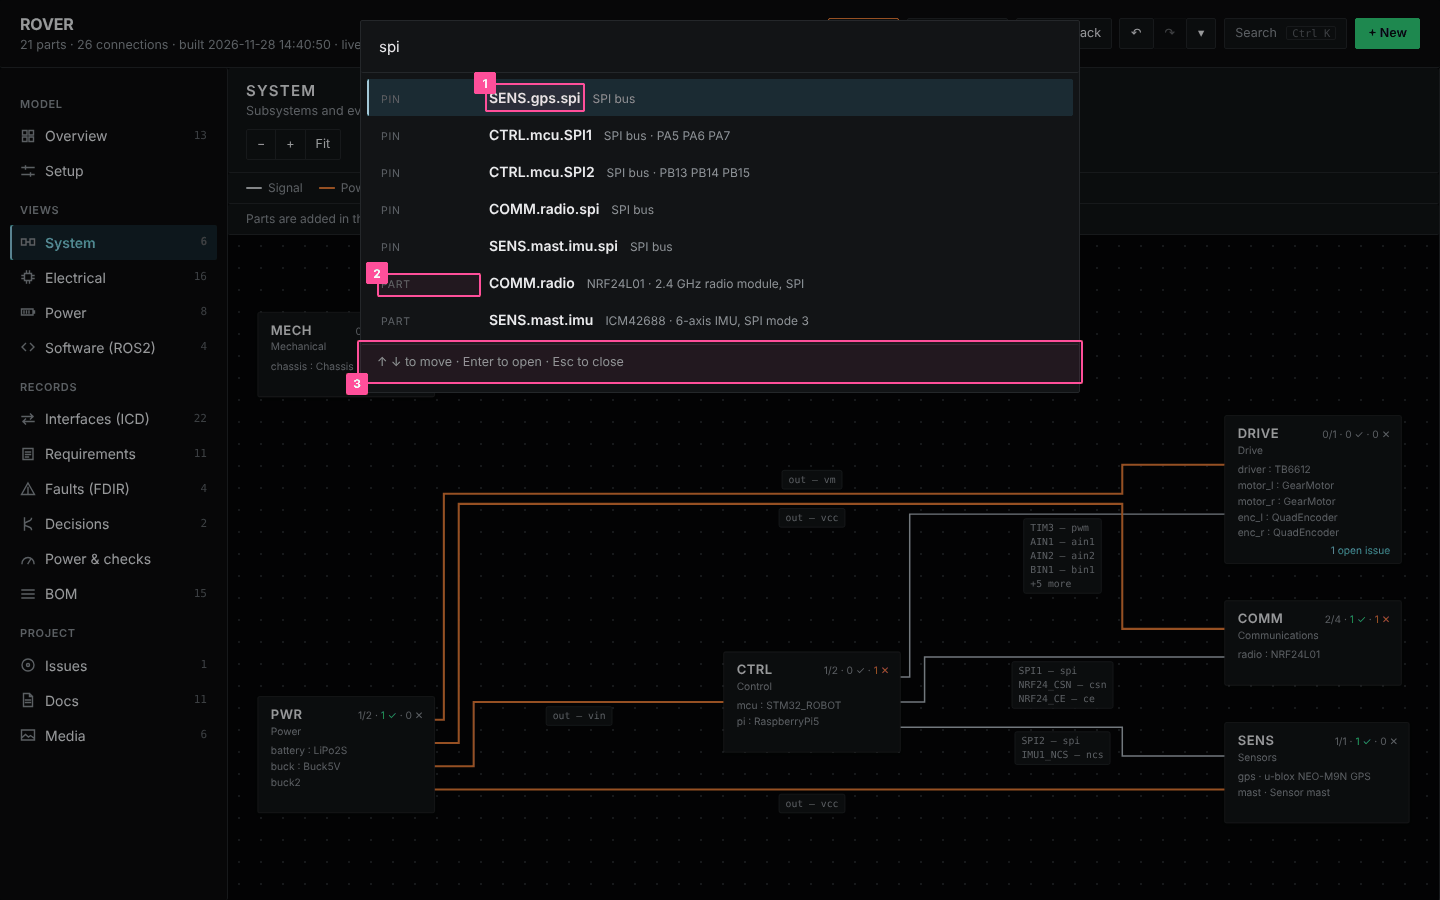 ROVER
21 parts · 26 connections · built 2026-11-28 14:40:50 · live
ack
↶
↷
▾
Search Ctrl K
+ New
spi
1
PIN SENS.gps.spi SPI bus
PIN CTRL.mcu.SPI1 SPI bus · PA5 PA6 PA7
PIN CTRL.mcu.SPI2 SPI bus · PB13 PB14 PB15
PIN COMM.radio.spi SPI bus
PIN SENS.mast.imu.spi SPI bus
2
PART COMM.radio NRF24L01 · 2.4 GHz radio module, SPI
PART SENS.mast.imu ICM42688 · 6-axis IMU, SPI mode 3
↑ ↓ to move · Enter to open · Esc to close
3
MODEL
Overview 13
Setup
VIEWS
System 6
Electrical 16
Power 8
Software (ROS2) 4
RECORDS
Interfaces (ICD) 22
Requirements 11
Faults (FDIR) 4
Decisions 2
Power & checks
BOM 15
PROJECT
Issues 1
Docs 11
Media 6
SYSTEM
Subsystems and ev
− + Fit
Signal Pow
Parts are added in th
MECH
Mechanical
chassis : Chassis
out — vm
out — vcc
TIM3 — pwm
AIN1 — ain1
AIN2 — ain2
BIN1 — bin1
+5 more
DRIVE 0/1 · 0 ✓ · 0 ✕
Drive
driver : TB6612
motor_l : GearMotor
motor_r : GearMotor
enc_l : QuadEncoder
enc_r : QuadEncoder
1 open issue
COMM 2/4 · 1 ✓ · 1 ✕
Communications
radio : NRF24L01
CTRL 1/2 · 0 ✓ · 1 ✕
Control
mcu : STM32_ROBOT
pi : RaspberryPi5
SPI1 — spi
NRF24_CSN — csn
NRF24_CE — ce
PWR 1/2 · 1 ✓ · 0 ✕
Power
battery : LiPo2S
buck : Buck5V
buck2
out — vin
SPI2 — spi
IMU1_NCS — ncs
SENS 1/1 · 1 ✓ · 0 ✕
Sensors
gps · u-blox NEO-M9N GPS
mast · Sensor mast
out — vcc